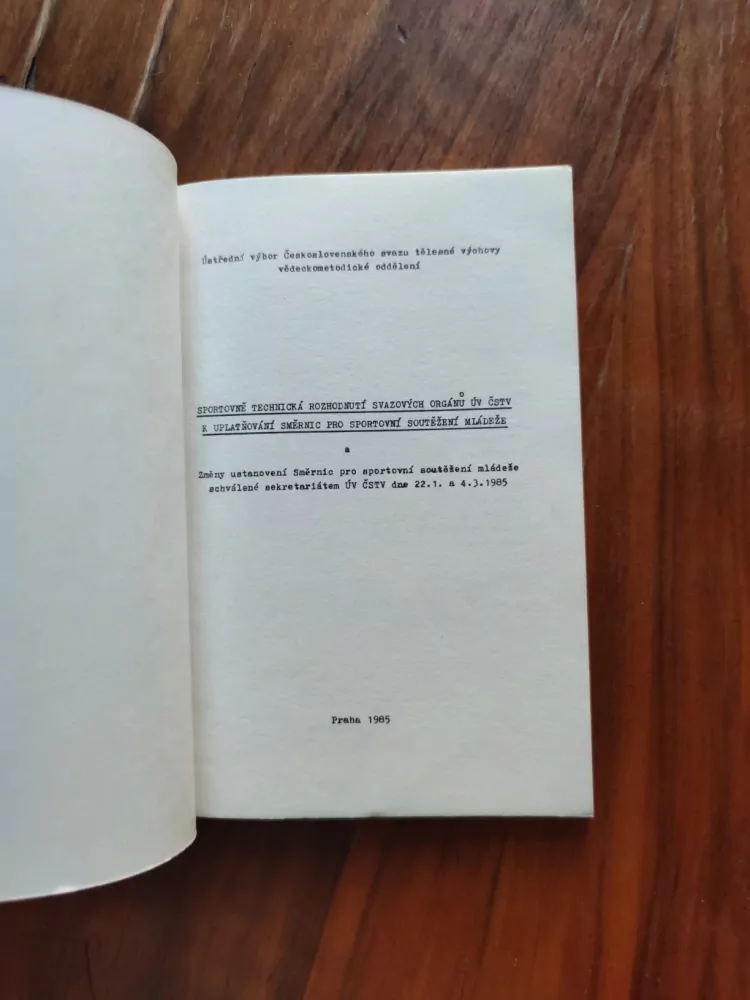 Ústřední výbor Československého svazu tělesné výchovy
vědeckometodické oddělení
SPORTOVNĚ TECHNICKÁ ROZHODNUTÍ SVAZOVÝCH ORGÁNŮ ÚV ČSTV
K UPLATŇOVÁNÍ SMĚRNIC PRO SPORTOVNÍ SOUTĚŽENÍ MLÁDEŽE
a
Změny ustanovení Směrnic pro sportovní soutěžení mládeže
schválené sekretariátem ÚV ČSTV dne 22.1. a 4.3.1985
Praha 1985